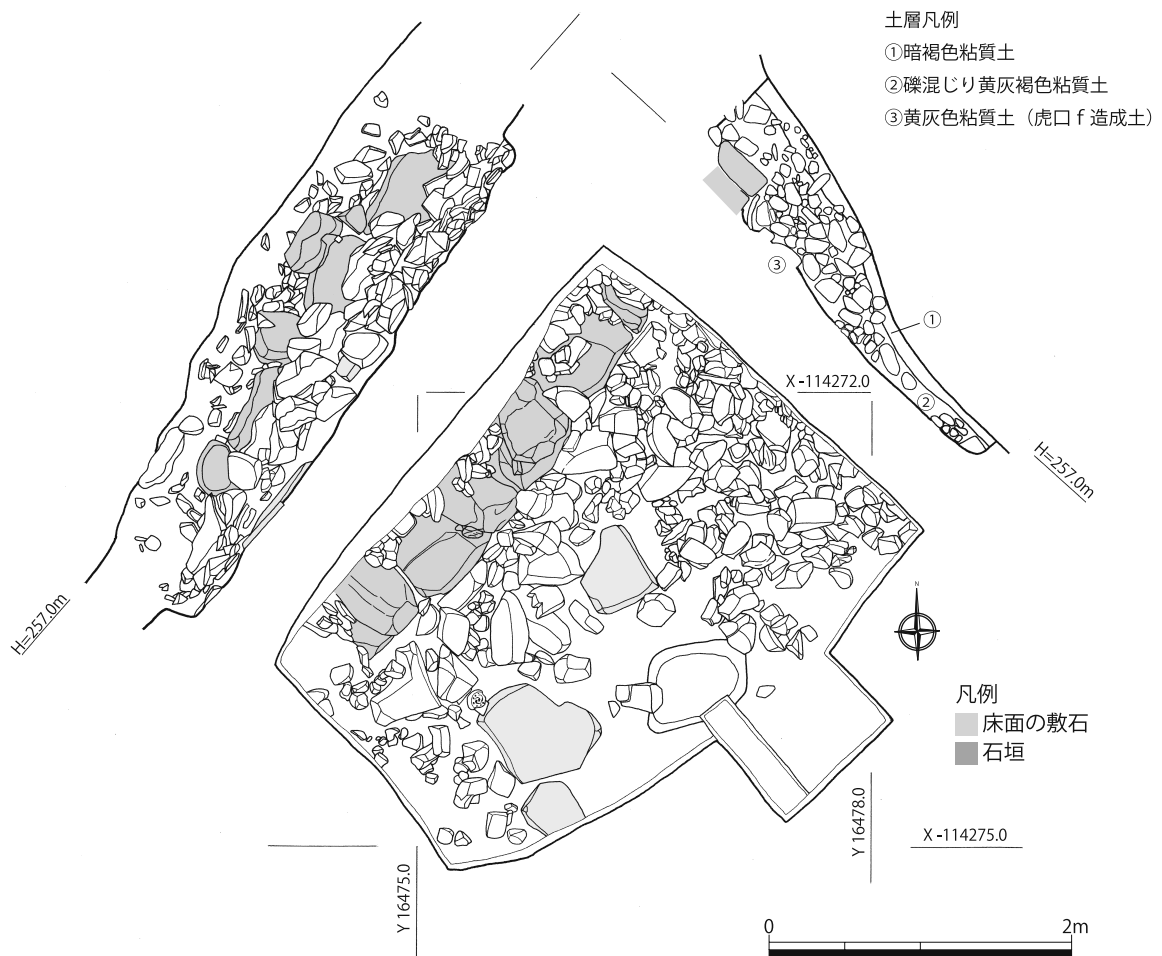 土層凡例
①暗褐色粘質土
②礫混じり黄灰褐色粘質土
③黄灰色粘質土（虎口 f 造成土）
③
①
X -114272.0
②
H=257.0m
H=257.0m
N
凡例
床面の敷石
石垣
Y 16475.0
Y 16478.0
X -114275.0
0
2m